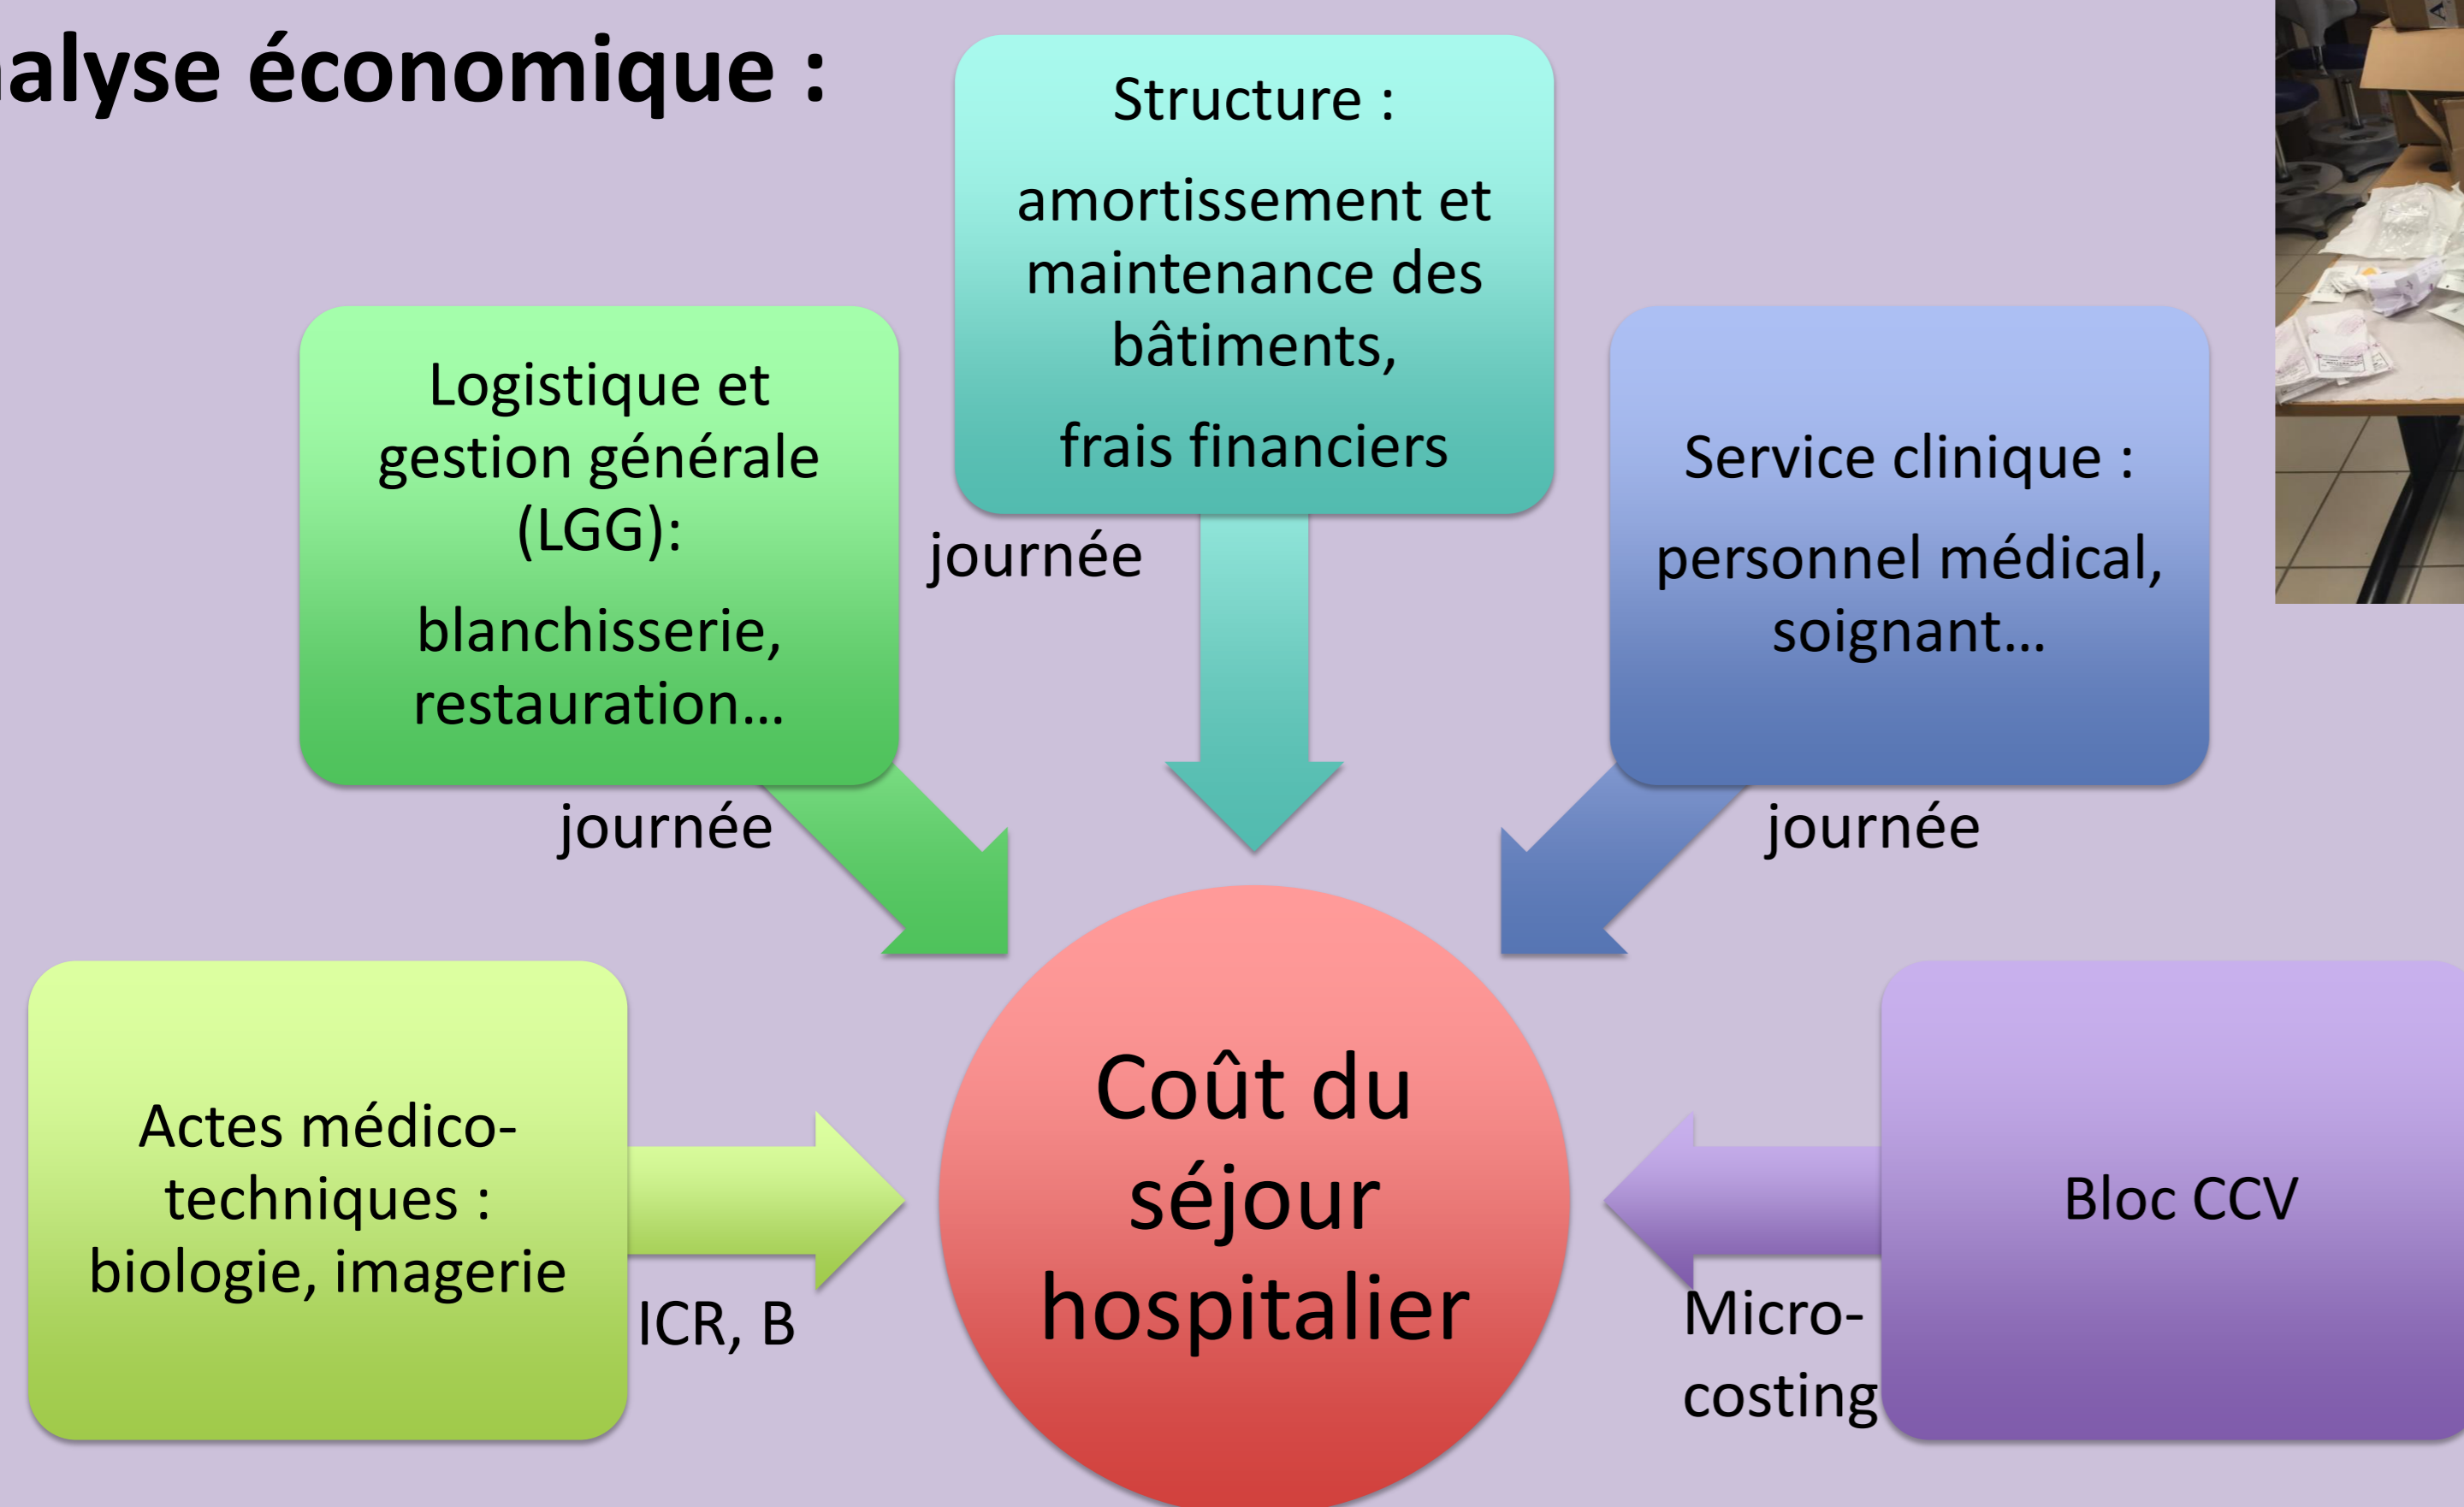 alyse économique :
Structure :
amortissement et
maintenance des
bâtiments,
frais financiers
journée
Logistique et
gestion générale
(LGG):
blanchisserie,
restauration…
journée
Service clinique :
personnel médical,
soignant…
journée
Actes médico-
techniques :
biologie, imagerie
ICR, B
Coût du
séjour
hospitalier
Bloc CCV
Micro-
costing